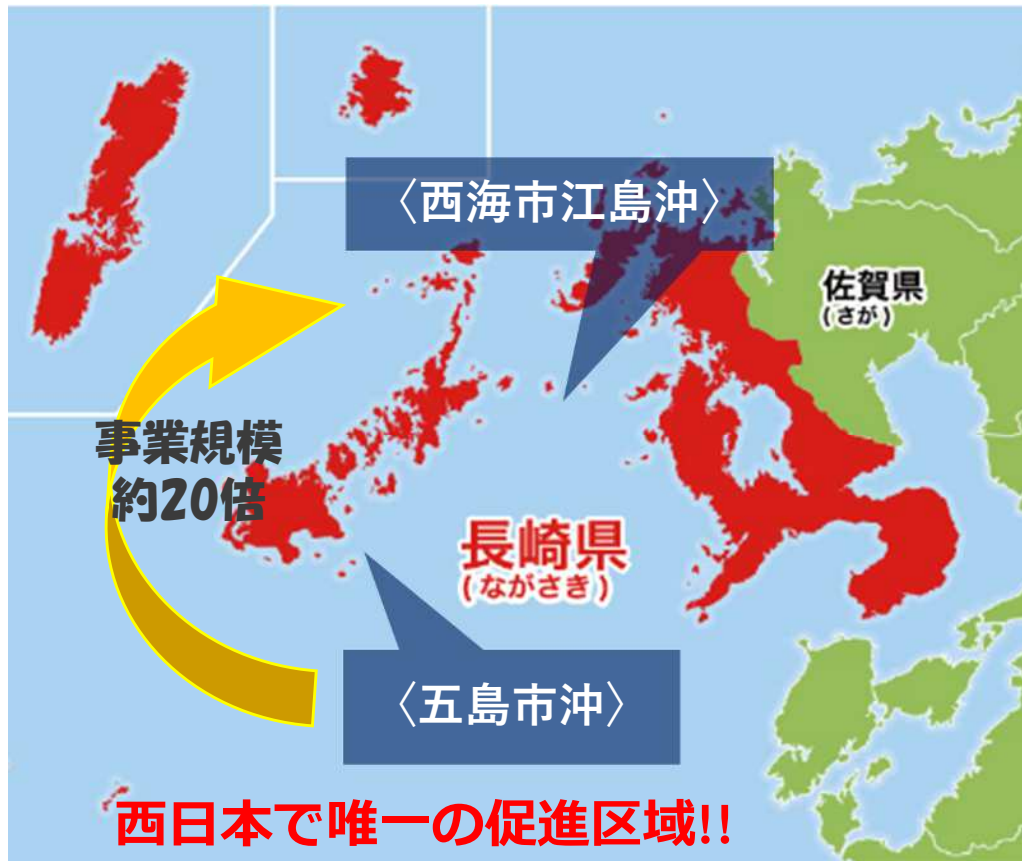 〈西海市江島沖〉
佐賀県
(さが)
事業規模
約20倍
長崎県
(ながさき)
〈五島市沖〉
西日本で唯一の促進区域!!